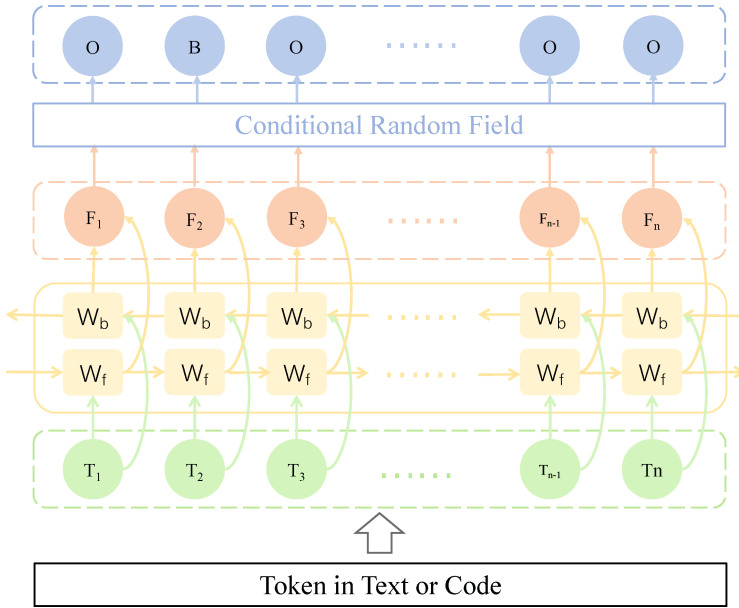 O B O ······ O O
Conditional Random Field
F1 F2 F3 ······ Fn-1 Fn
Wb Wb Wb ······ Wb Wb
Wf Wf Wf ······ Wf Wf
T1 T2 T3 ······ Tn-1 Tn
Token in Text or Code